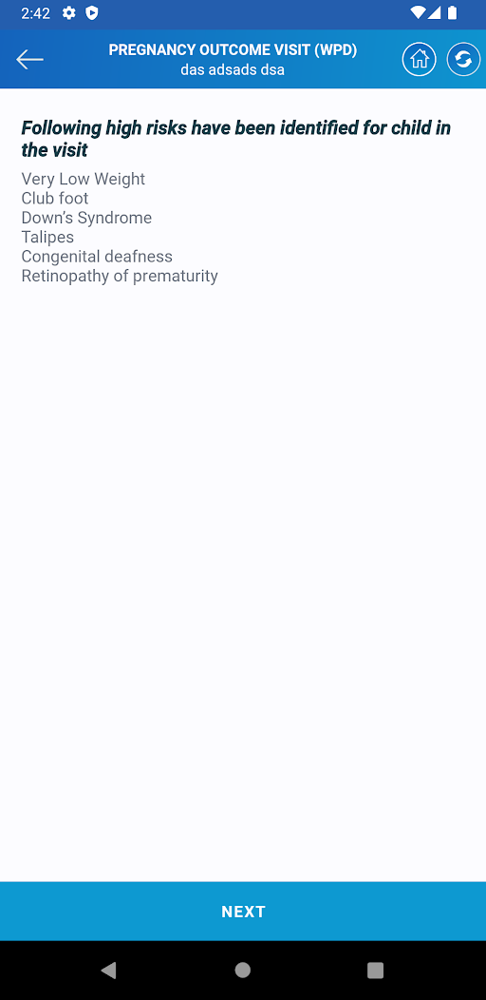 2:42
PREGNANCY OUTCOME VISIT (WPD)
das adsads dsa
Following high risks have been identified for child in
the visit
Very Low Weight
Club foot
Down’s Syndrome
Talipes
Congenital deafness
Retinopathy of prematurity
NEXT